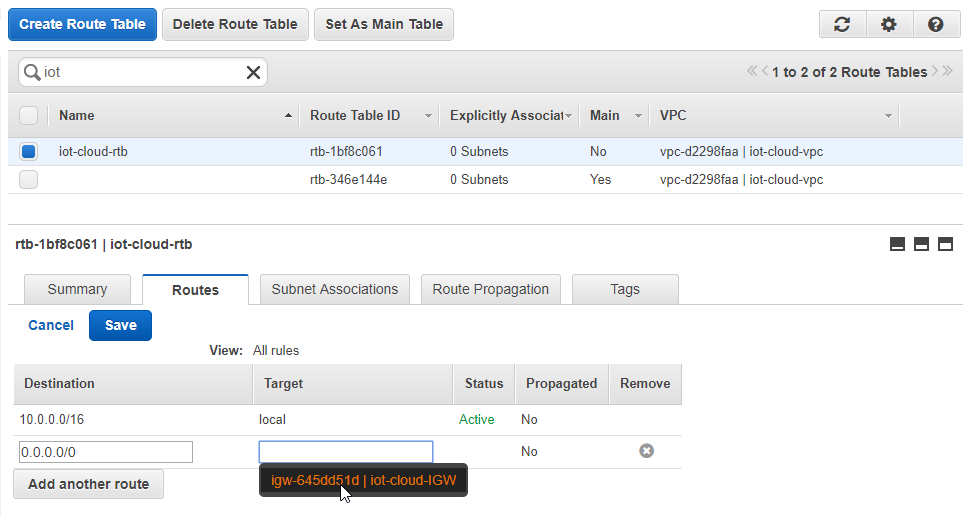 Create Route Table Delete Route Table Set As Main Table
iot 1 to 2 of 2 Route Tables
Name Route Table ID Explicitly Associat Main VPC
iot-cloud-rtb rtb-1bf8c061 0 Subnets No vpc-d2298faa | iot-cloud-vpc
rtb-346e144e 0 Subnets Yes vpc-d2298faa | iot-cloud-vpc
rtb-1bf8c061 | iot-cloud-rtb
Summary Routes Subnet Associations Route Propagation Tags
Cancel Save
View: All rules
Destination Target Status Propagated Remove
10.0.0.0/16 local Active No
0.0.0.0/0 No
igw-645dd51d | iot-cloud-IGW
Add another route